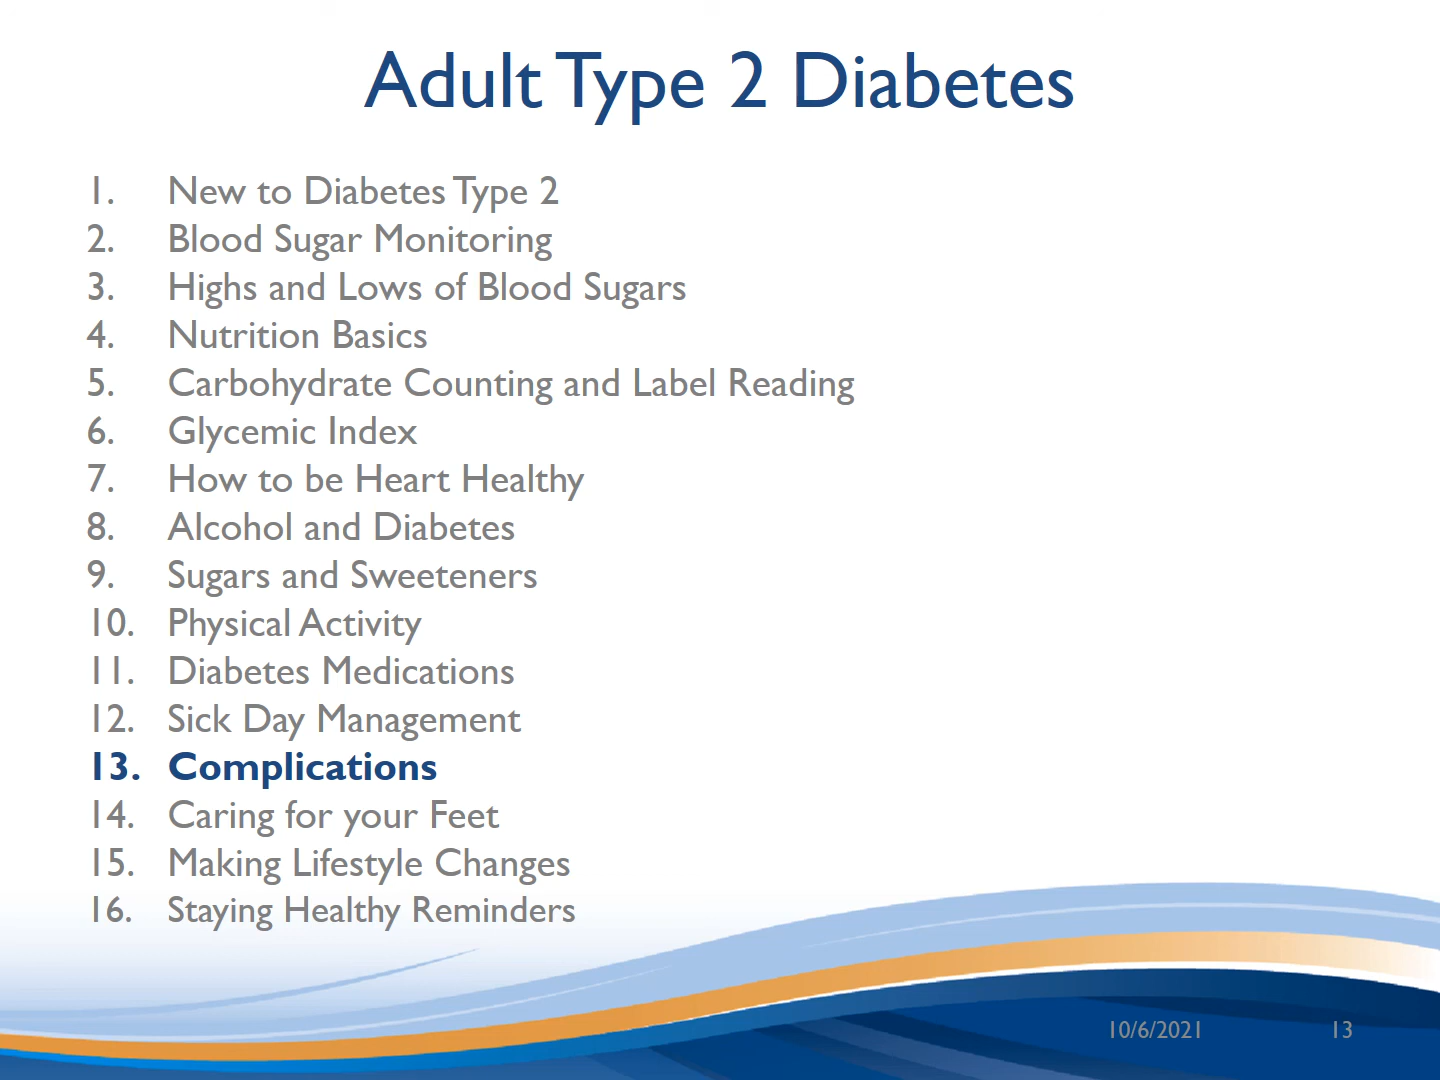 Adult Type 2 Diabetes
1. New to Diabetes Type 2
2. Blood Sugar Monitoring
3. Highs and Lows of Blood Sugars
4. Nutrition Basics
5. Carbohydrate Counting and Label Reading
6. Glycemic Index
7. How to be Heart Healthy
8. Alcohol and Diabetes
9. Sugars and Sweeteners
10. Physical Activity
11. Diabetes Medications
12. Sick Day Management
13. Complications
14. Caring for your Feet
15. Making Lifestyle Changes
16. Staying Healthy Reminders
10/6/2021 13